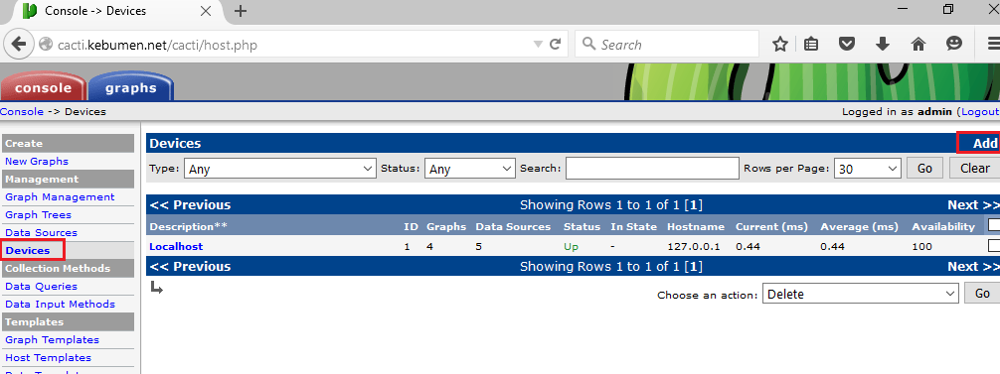 Console -> Devices
cacti.kebumen.net/cacti/host.php
Search
console graphs
Console -> Devices
Logged in as admin (Logout
Create
New Graphs
Management
Graph Management
Graph Trees
Data Sources
Devices
Collection Methods
Data Queries
Data Input Methods
Templates
Graph Templates
Host Templates
Devices Add
Type: Any Status: Any Search: Rows per Page: 30 Go Clear
<< Previous Showing Rows 1 to 1 of 1 [1] Next >>
Description** ID Graphs Data Sources Status In State Hostname Current (ms) Average (ms) Availability
Localhost 1 4 5 Up - 127.0.0.1 0.44 0.44 100
<< Previous Showing Rows 1 to 1 of 1 [1] Next >>
Choose an action: Delete Go